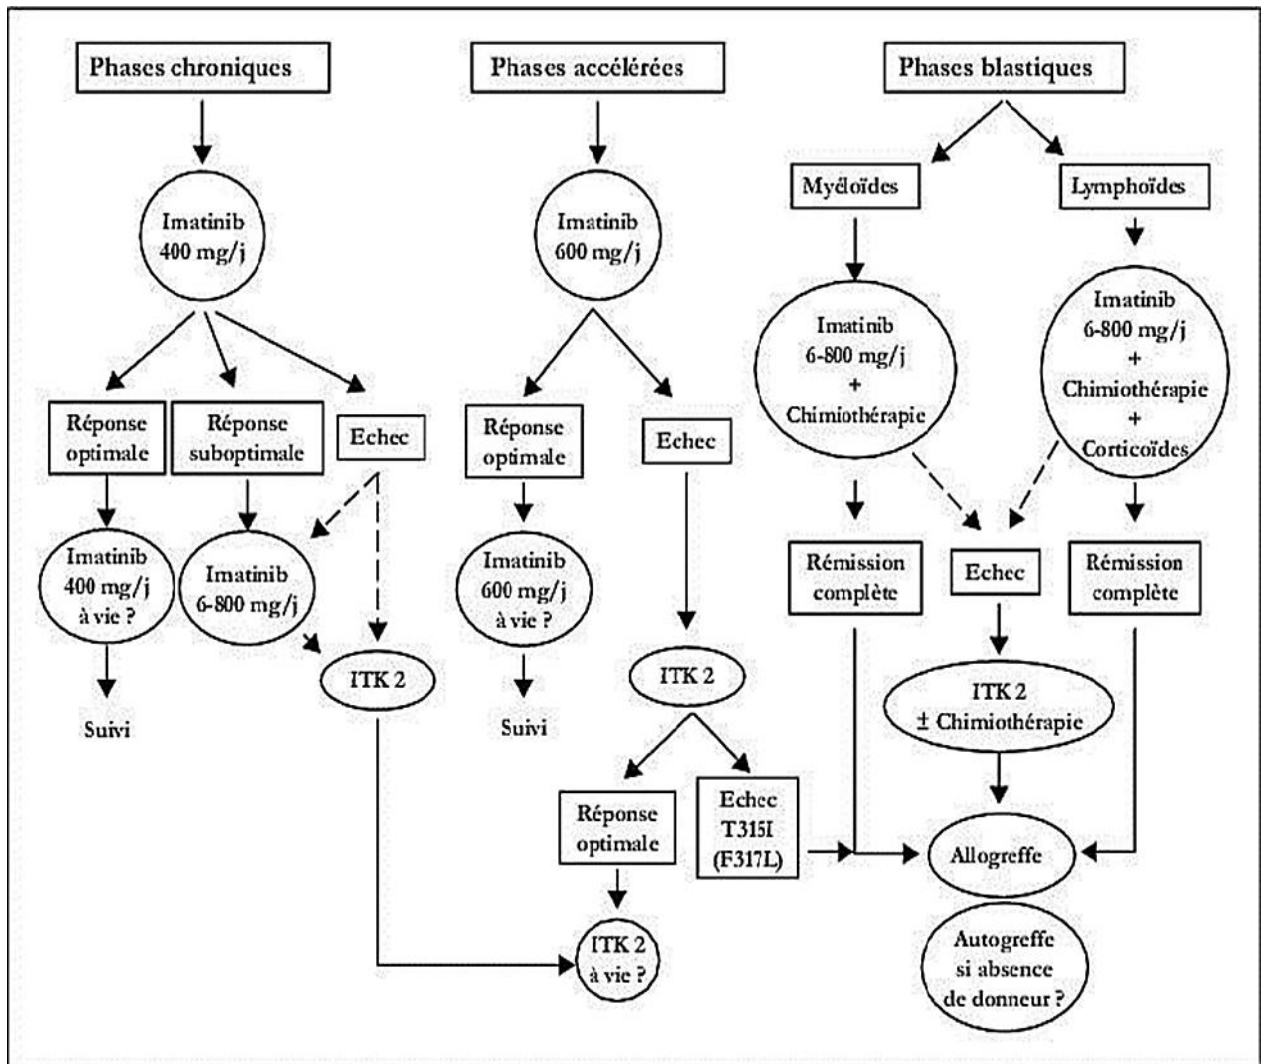 Phases chroniques
Phases accélérées
Phases blastiques
Myéloïdes
Lymphoïdes
Imatinib
400 mg/j
Imatinib
600 mg/j
Imatinib
6-800 mg/j
+
Chimiothérapie
Imatinib
6-800 mg/j
+
Chimiothérapie
+
Corticoïdes
Réponse
optimale
Réponse
suboptimale
Echec
Réponse
optimale
Echec
Imatinib
400 mg/j
à vie ?
Imatinib
6-800 mg/j
Imatinib
600 mg/j
à vie ?
Rémission
complète
Echec
Rémission
complète
ITK 2
ITK 2
ITK 2
± Chimiothérapie
Suivi
Suivi
Réponse
optimale
Echec
T315I
(F317L)
Allogreffe
ITK 2
à vie ?
Autogreffe
si absence
de donneur ?